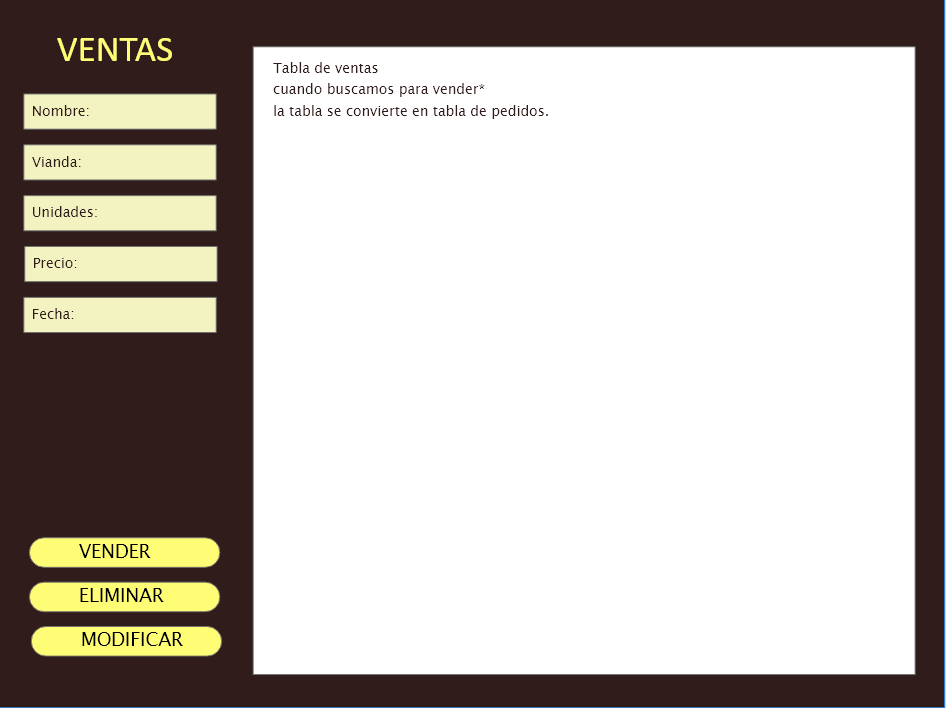 VENTAS
Nombre:
Vianda:
Unidades:
Precio:
Fecha:
VENDER
ELIMINAR
MODIFICAR
Tabla de ventas
cuando buscamos para vender*
la tabla se convierte en tabla de pedidos.